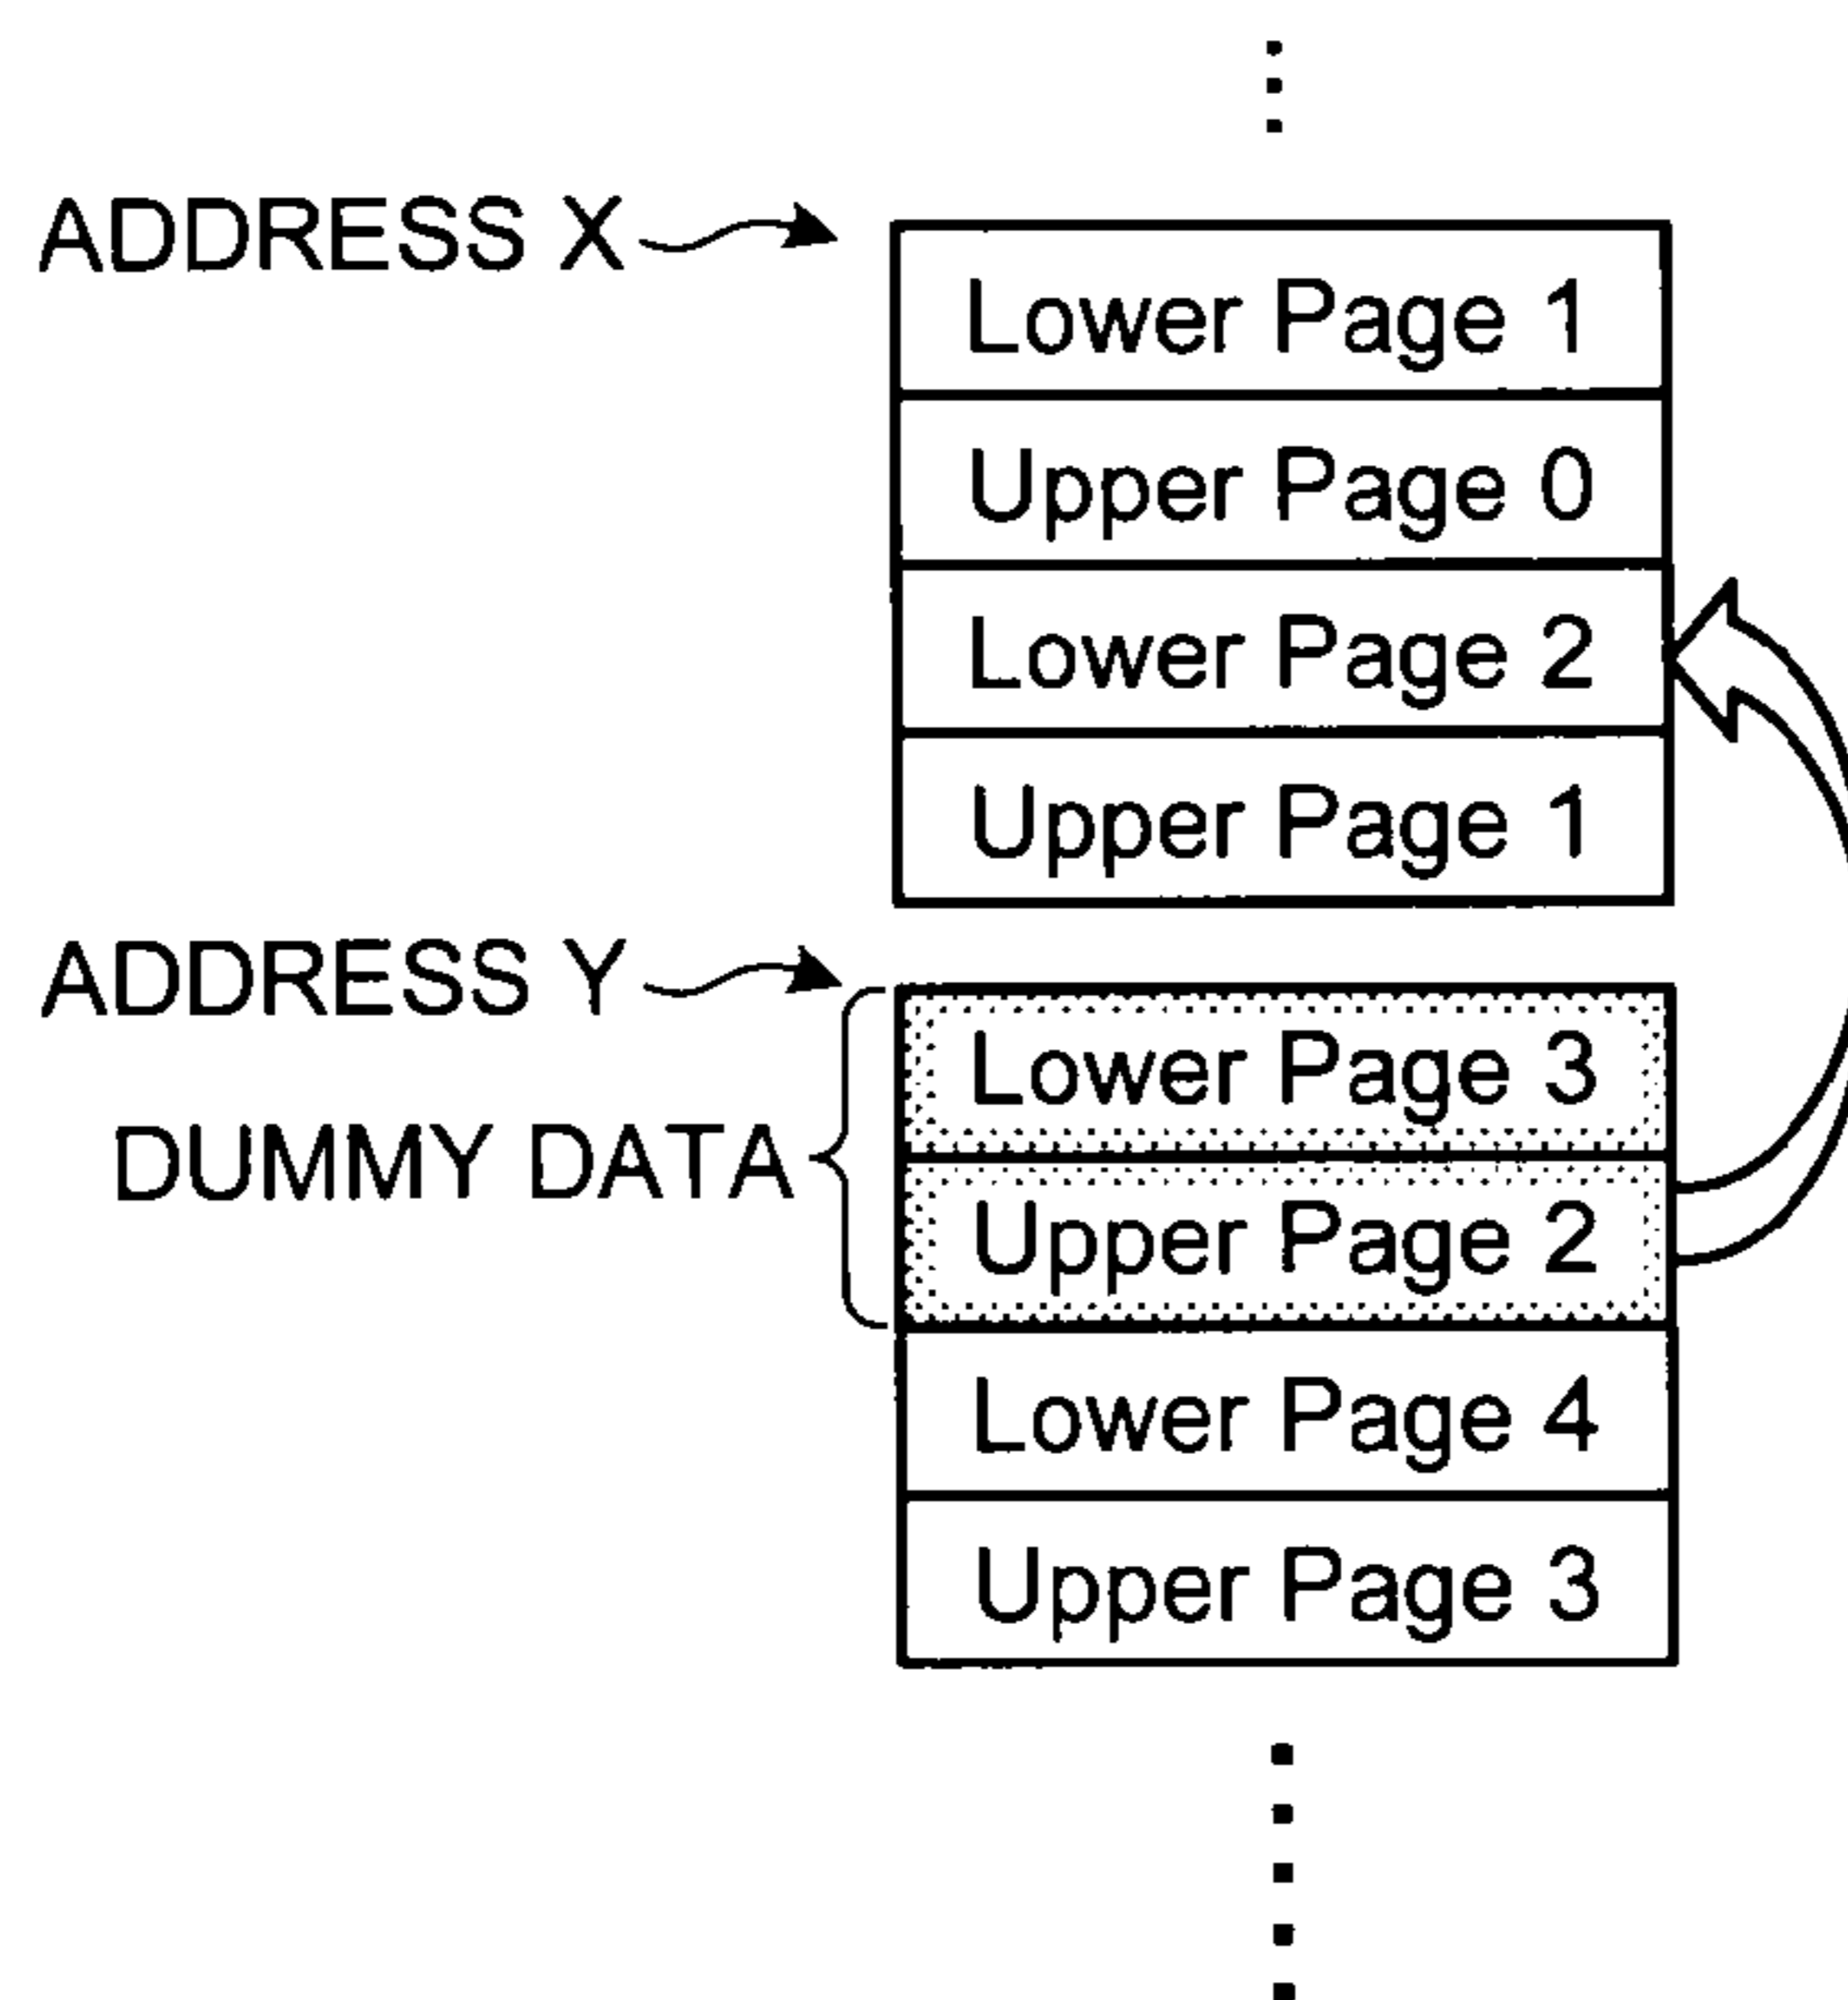 ADDRESS X
Lower Page 1
Upper Page 0
Lower Page 2
Upper Page 1
ADDRESS Y
Lower Page 3
DUMMY DATA
Upper Page 2
Lower Page 4
Upper Page 3